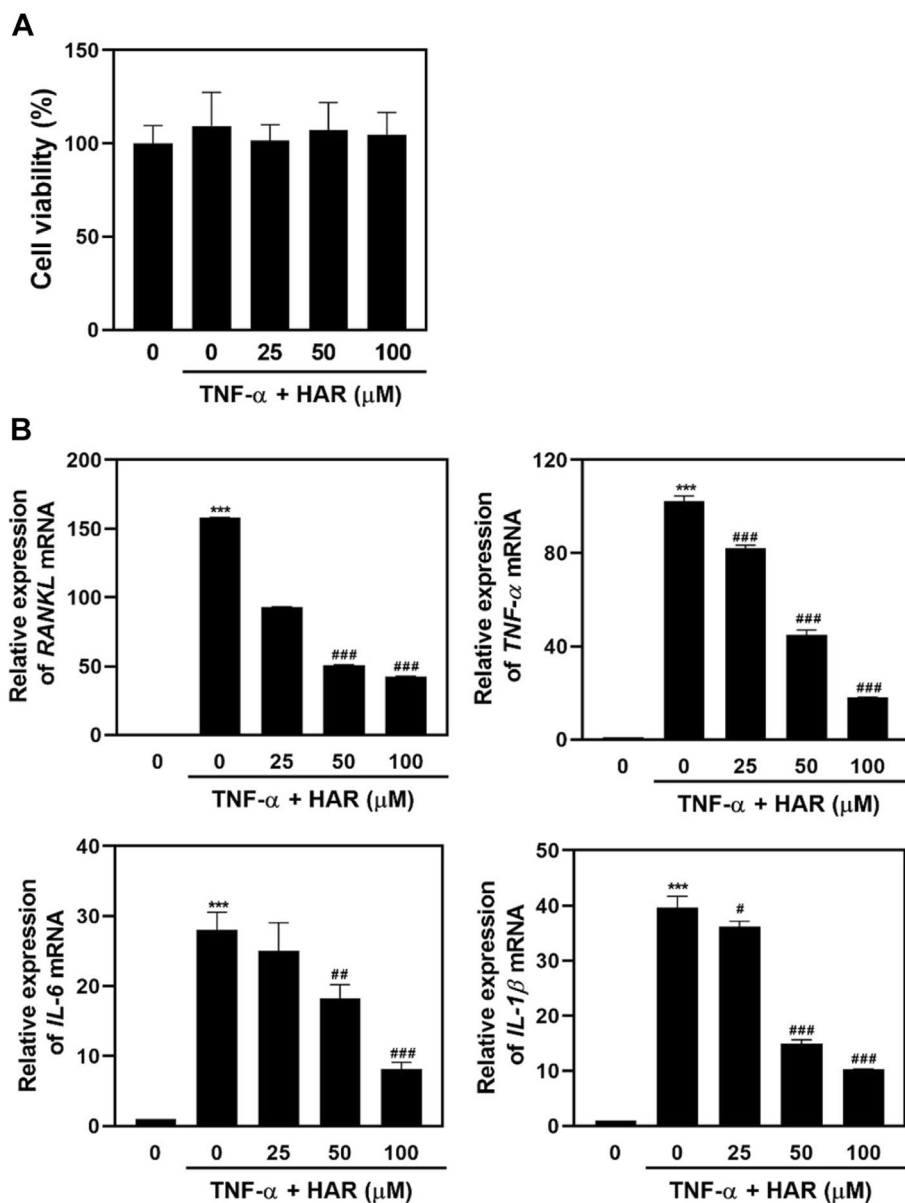 A
Cell viability (%)
150
100
50
0
0 0 25 50 100
TNF-α + HAR (μM)
B
Relative expression
of RANKL mRNA
200
150
100
50
0
***
###
###
0 0 25 50 100
TNF-α + HAR (μM)
Relative expression
of TNF-α mRNA
120
80
40
0
***
###
###
###
0 0 25 50 100
TNF-α + HAR (μM)
Relative expression
of IL-6 mRNA
40
30
20
10
0
***
##
###
0 0 25 50 100
TNF-α + HAR (μM)
Relative expression
of IL-1β mRNA
50
40
30
20
10
0
***
#
###
###
0 0 25 50 100
TNF-α + HAR (μM)